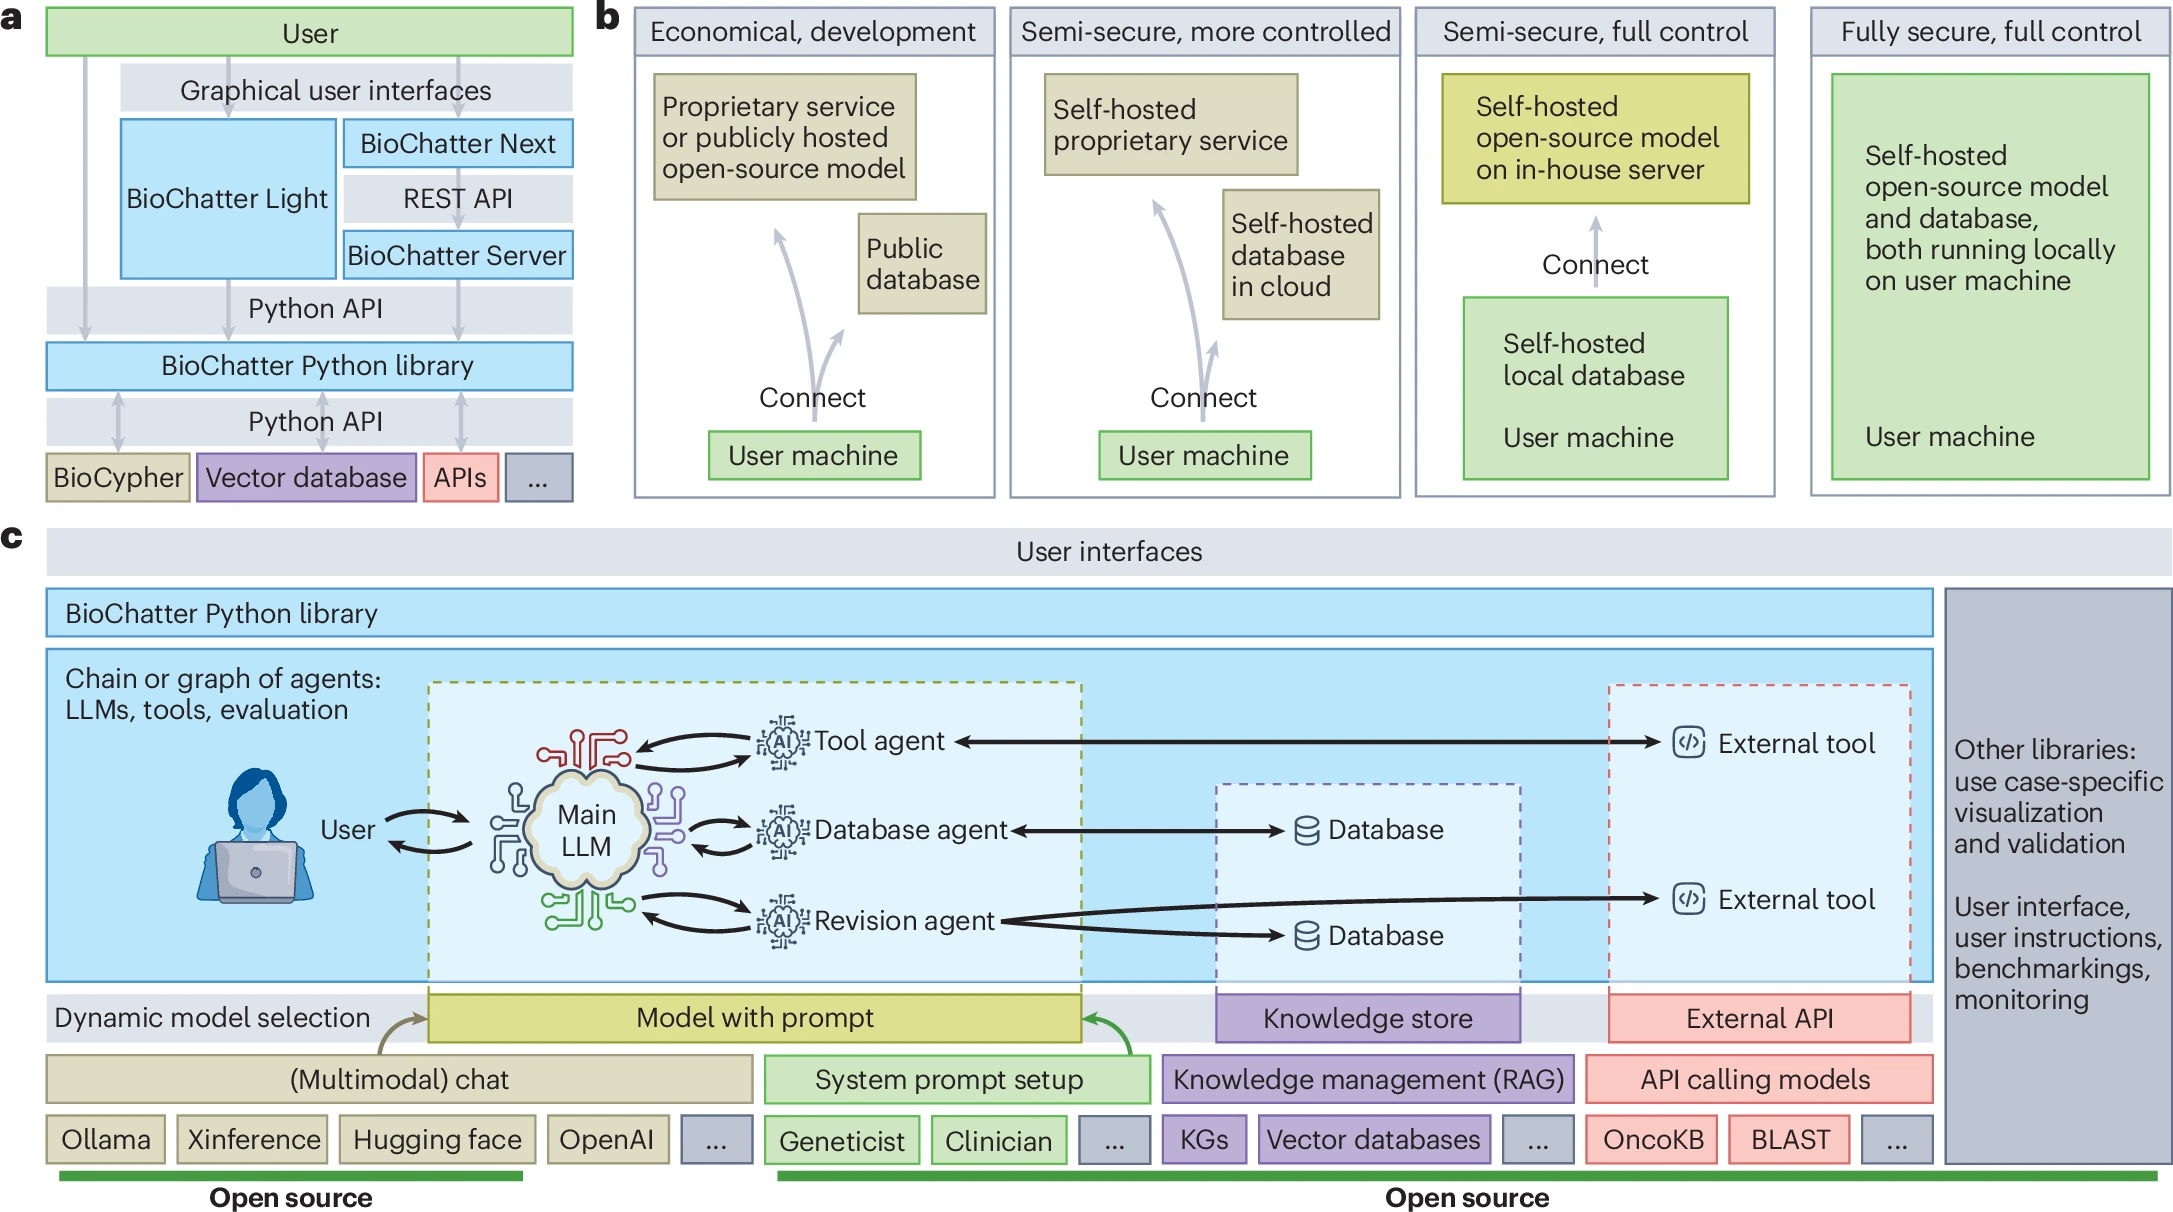 a
User
Graphical user interfaces
BioChatter Light
BioChatter Next
REST API
BioChatter Server
Python API
BioChatter Python library
Python API
BioCypher
Vector database
APIs
...
b
Economical, development
Proprietary service
or publicly hosted
open-source model
Public
database
Connect
User machine
Semi-secure, more controlled
Self-hosted
proprietary service
Self-hosted
database
in cloud
Connect
User machine
Semi-secure, full control
Self-hosted
open-source model
on in-house server
Connect
Self-hosted
local database
User machine
Fully secure, full control
Self-hosted
open-source model
and database,
both running locally
on user machine
User machine
c
User interfaces
BioChatter Python library
Chain or graph of agents:
LLMs, tools, evaluation
User
Main
LLM
AI
Tool agent
External tool
AI
Database agent
Database
AI
Revision agent
External tool
Database
Other libraries:
use case-specific
visualization
and validation
User interface,
user instructions,
benchmarkings,
monitoring
Dynamic model selection
Model with prompt
Knowledge store
External API
(Multimodal) chat
System prompt setup
Knowledge management (RAG)
API calling models
Ollama
Xinference
Hugging face
OpenAI
...
Geneticist
Clinician
...
KGs
Vector databases
...
OncoKB
BLAST
...
Open source
Open source